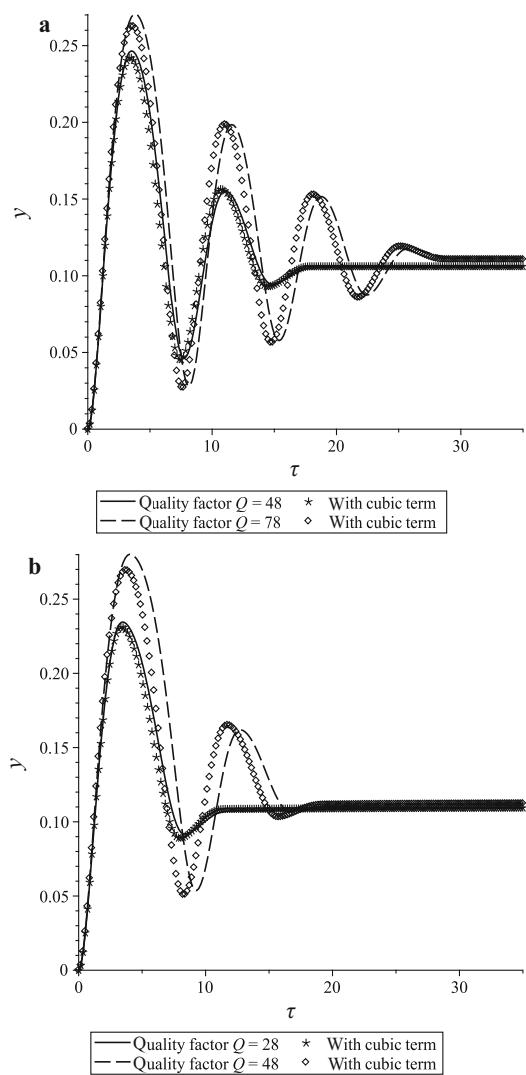 a
0.25
0.20
0.15
0.10
0.05
0
y
0 10 20 30
τ
Quality factor Q = 48 With cubic term
Quality factor Q = 78 With cubic term
b
0.25
0.20
0.15
0.10
0.05
0
y
0 10 20 30
τ
Quality factor Q = 28 With cubic term
Quality factor Q = 48 With cubic term